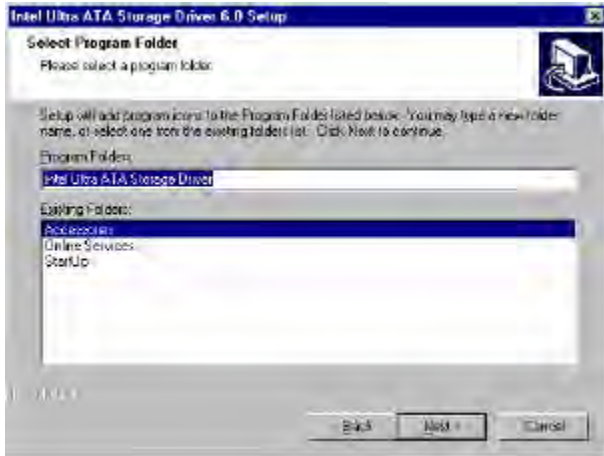 Intel Ultra ATA Storage Driver 6.0 Setup
Select Program Folder
Please select a program folder.
Setup will add program icons to the Program Folder listed below. You may type a new folder
name, or select one from the existing folders list. Click Next to continue.
Program Folders:
Intel Ultra ATA Storage Driver
Existing Folders:
Accessories
Online Services
StartUp
< Back
Next >
Cancel